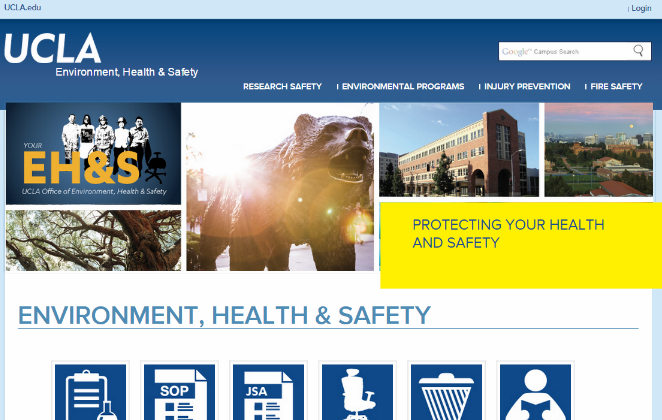 UCLA.edu
Login
UCLA
Environment, Health & Safety
Google™ Campus Search
RESEARCH SAFETY
ENVIRONMENTAL PROGRAMS
INJURY PREVENTION
FIRE SAFETY
YOUR
EH&S
UCLA Office of Environment, Health & Safety
PROTECTING YOUR HEALTH
AND SAFETY
ENVIRONMENT, HEALTH & SAFETY
SOP
JSA